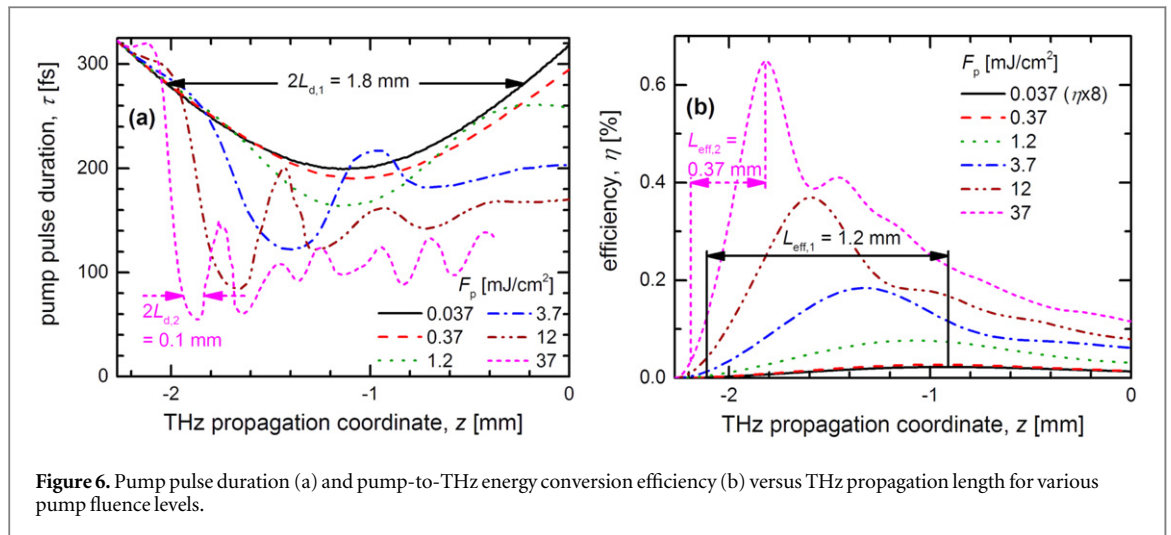 300
200
100
0
-2
-1
0
pump pulse duration, τ [fs]
THz propagation coordinate, z [mm]
(a)
2L_d,1 = 1.8 mm
2L_d,2
= 0.1 mm
F_p [mJ/cm²]
0.037
0.37
1.2
3.7
12
37
0.6
0.4
0.2
0.0
-2
-1
0
efficiency, η [%]
THz propagation coordinate, z [mm]
(b)
L_eff,2 =
0.37 mm
L_eff,1 = 1.2 mm
F_p [mJ/cm²]
0.037 (ηx8)
0.37
1.2
3.7
12
37
Figure 6. Pump pulse duration (a) and pump-to-THz energy conversion efficiency (b) versus THz propagation length for various
pump fluence levels.